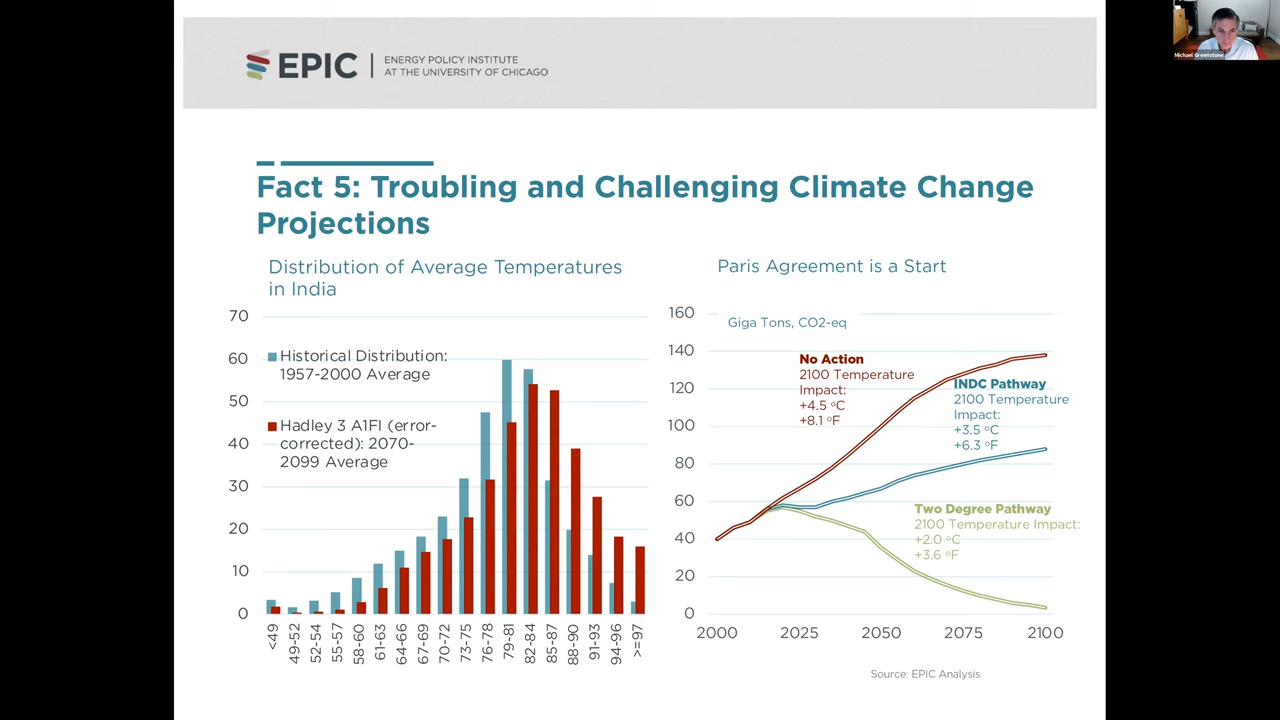 EPIC
ENERGY POLICY INSTITUTE
AT THE UNIVERSITY OF CHICAGO
Michael Greenstone
Fact 5: Troubling and Challenging Climate Change
Projections
Distribution of Average Temperatures
in India
70
60
50
40
30
20
10
0
Historical Distribution:
1957-2000 Average
Hadley 3 A1FI (error-
corrected): 2070-
2099 Average
<49
49-52
52-54
55-57
58-60
61-63
64-66
67-69
70-72
73-75
76-78
79-81
82-84
85-87
88-90
91-93
94-96
>=97
Paris Agreement is a Start
160
140
120
100
80
60
40
20
0
Giga Tons, CO2-eq
No Action
2100 Temperature
Impact:
+4.5 ºC
+8.1 ºF
INDC Pathway
2100 Temperature
Impact:
+3.5 ºC
+6.3 ºF
Two Degree Pathway
2100 Temperature Impact:
+2.0 ºC
+3.6 ºF
2000 2025 2050 2075 2100
Source: EPIC Analysis